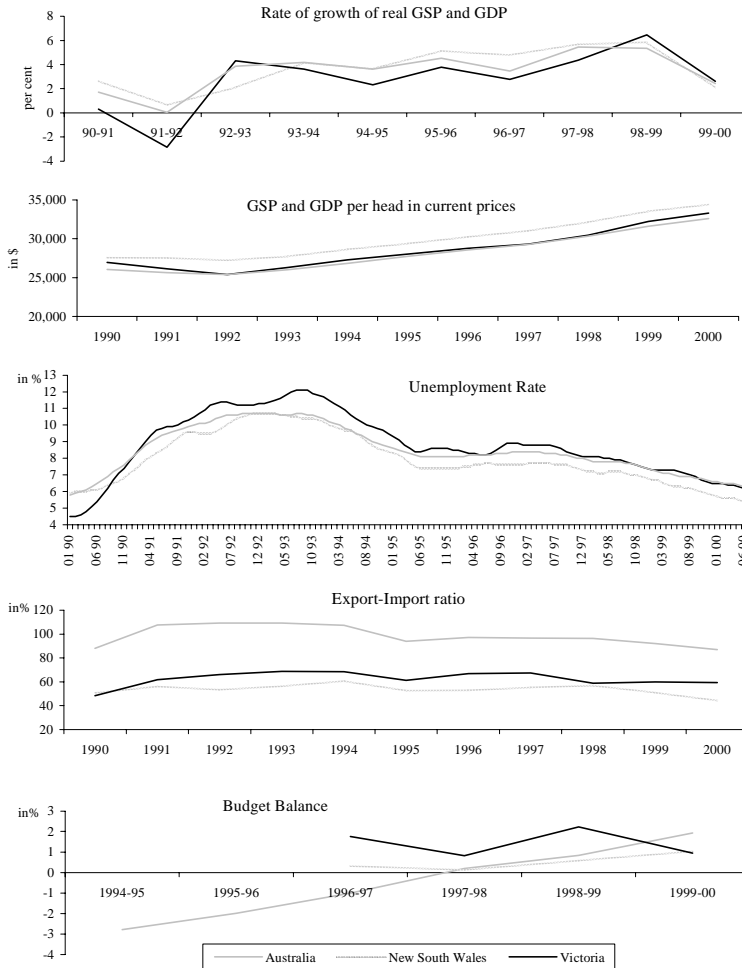 Rate of growth of real GSP and GDP
per cent
8
6
4
2
0
-2
-4
90-91 91-92 92-93 93-94 94-95 95-96 96-97 97-98 98-99 99-00
GSP and GDP per head in current prices
in $
35,000
30,000
25,000
20,000
1990 1991 1992 1993 1994 1995 1996 1997 1998 1999 2000
Unemployment Rate
in %
13
12
11
10
9
8
7
6
5
4
01 90 06 90 11 90 04 91 09 91 02 92 07 92 12 92 05 93 10 93 03 94 08 94 01 95 06 95 11 95 04 96 09 96 02 97 07 97 12 97 05 98 10 98 03 99 08 99 01 00
Export-Import ratio
in%
120
100
80
60
40
20
1990 1991 1992 1993 1994 1995 1996 1997 1998 1999 2000
Budget Balance
in%
3
2
1
0
-1
-2
-3
-4
1994-95 1995-96 1996-97 1997-98 1998-99 1999-00
Australia New South Wales Victoria